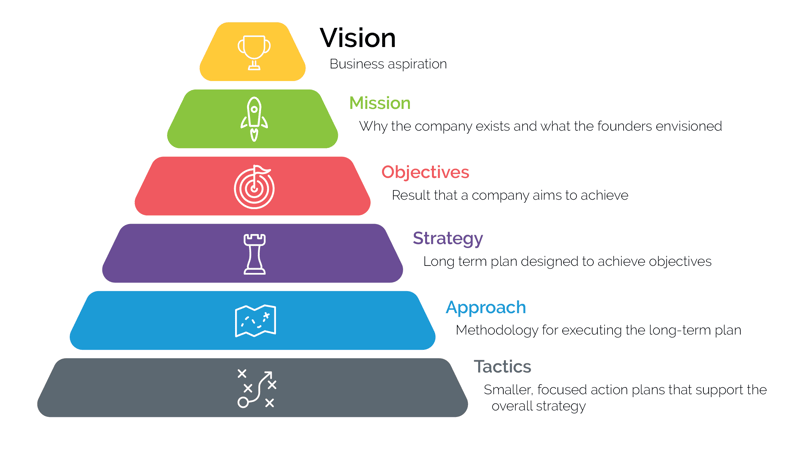 Vision
Business aspiration
Mission
Why the company exists and what the founders envisioned
Objectives
Result that a company aims to achieve
Strategy
Long term plan designed to achieve objectives
Approach
Methodology for executing the long-term plan
Tactics
Smaller, focused action plans that support the
overall strategy